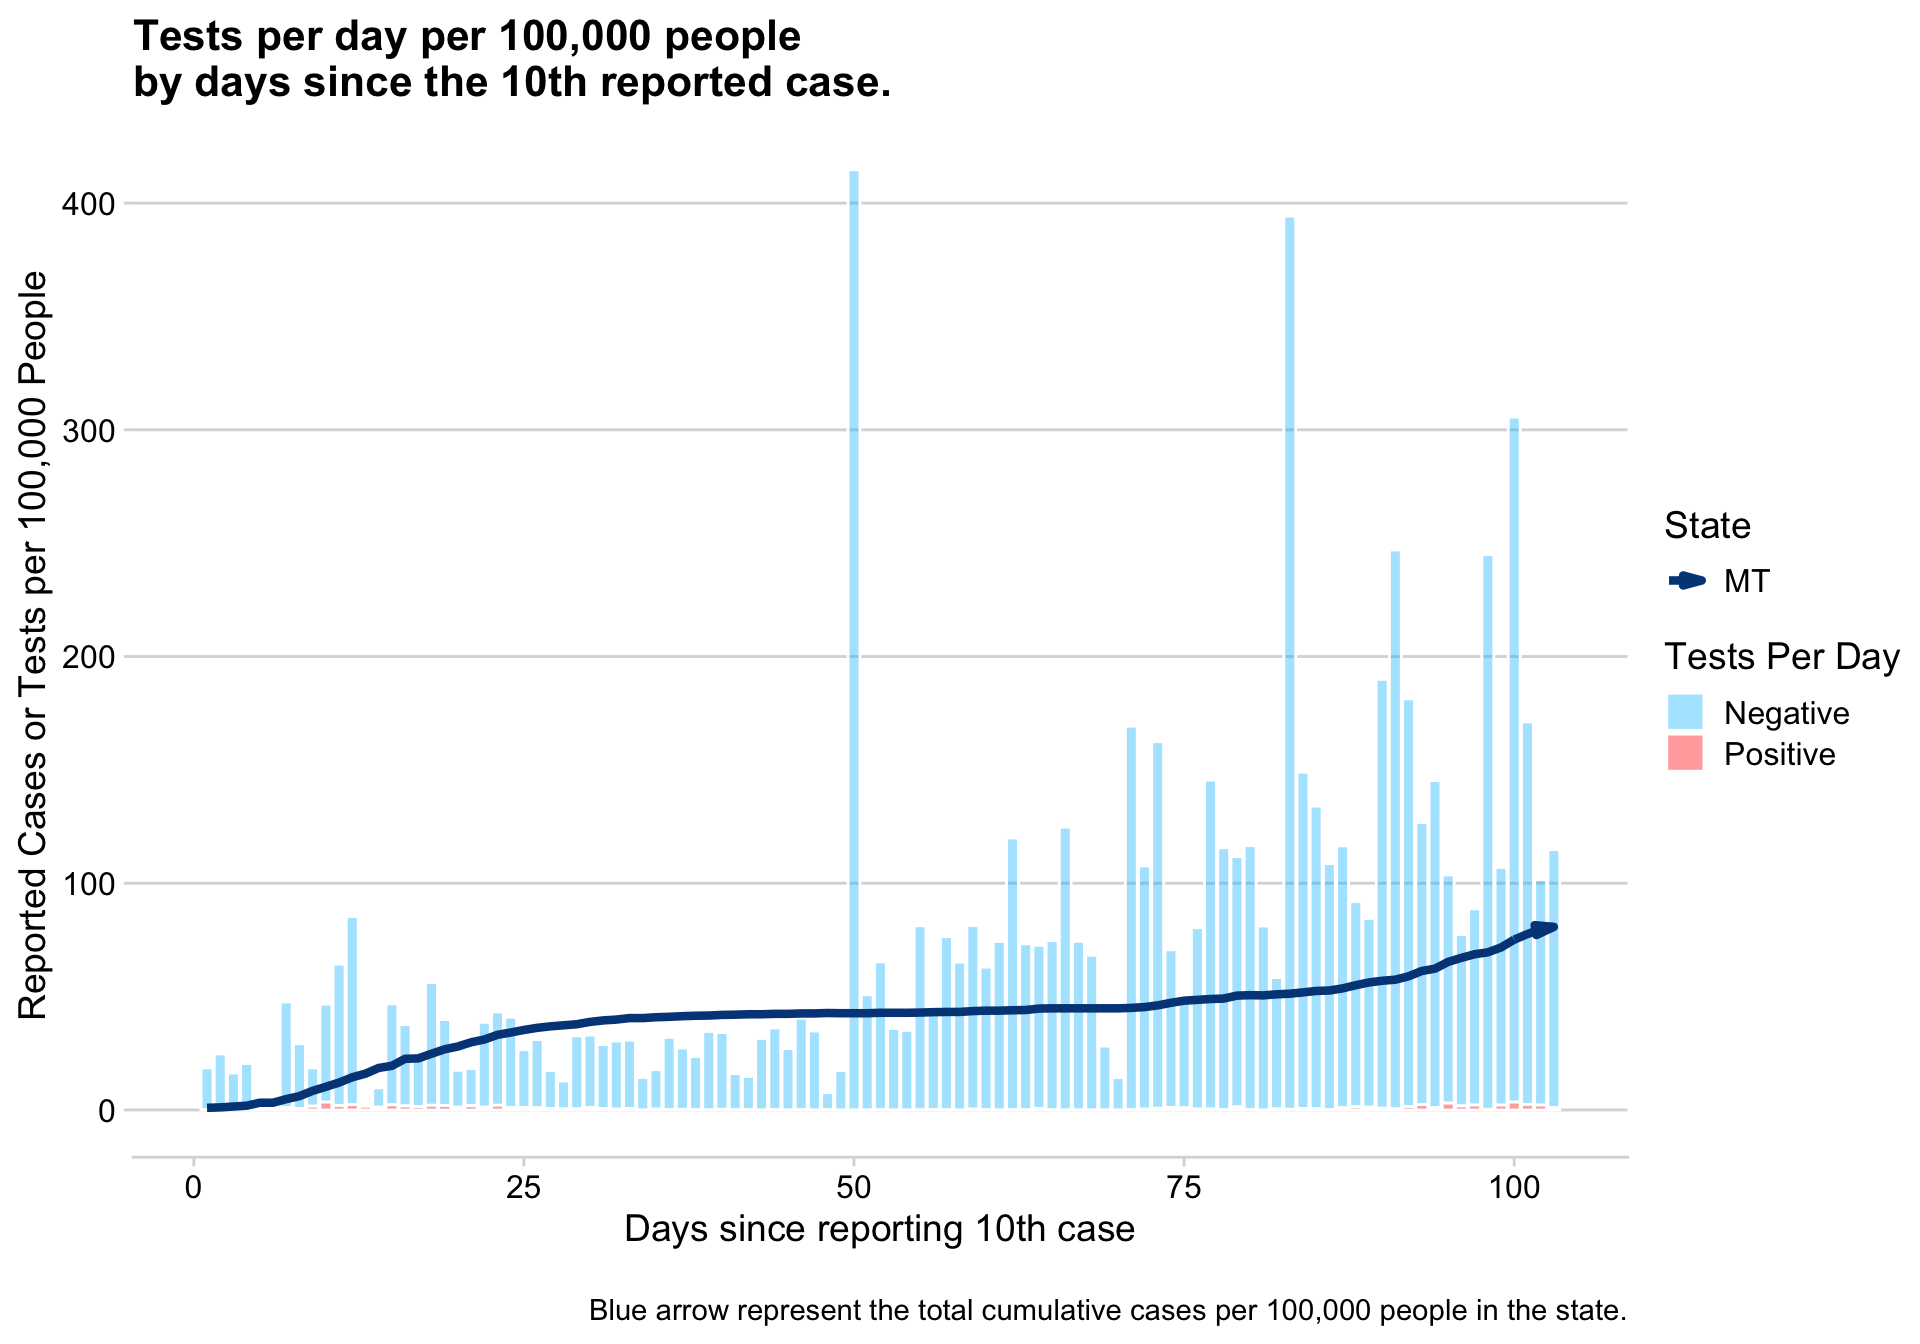 Tests per day per 100,000 people
by days since the 10th reported case.
Reported Cases or Tests per 100,000 People
400
300
200
100
0
0
25
50
75
100
Days since reporting 10th case
State
MT
Tests Per Day
Negative
Positive
Blue arrow represent the total cumulative cases per 100,000 people in the state.